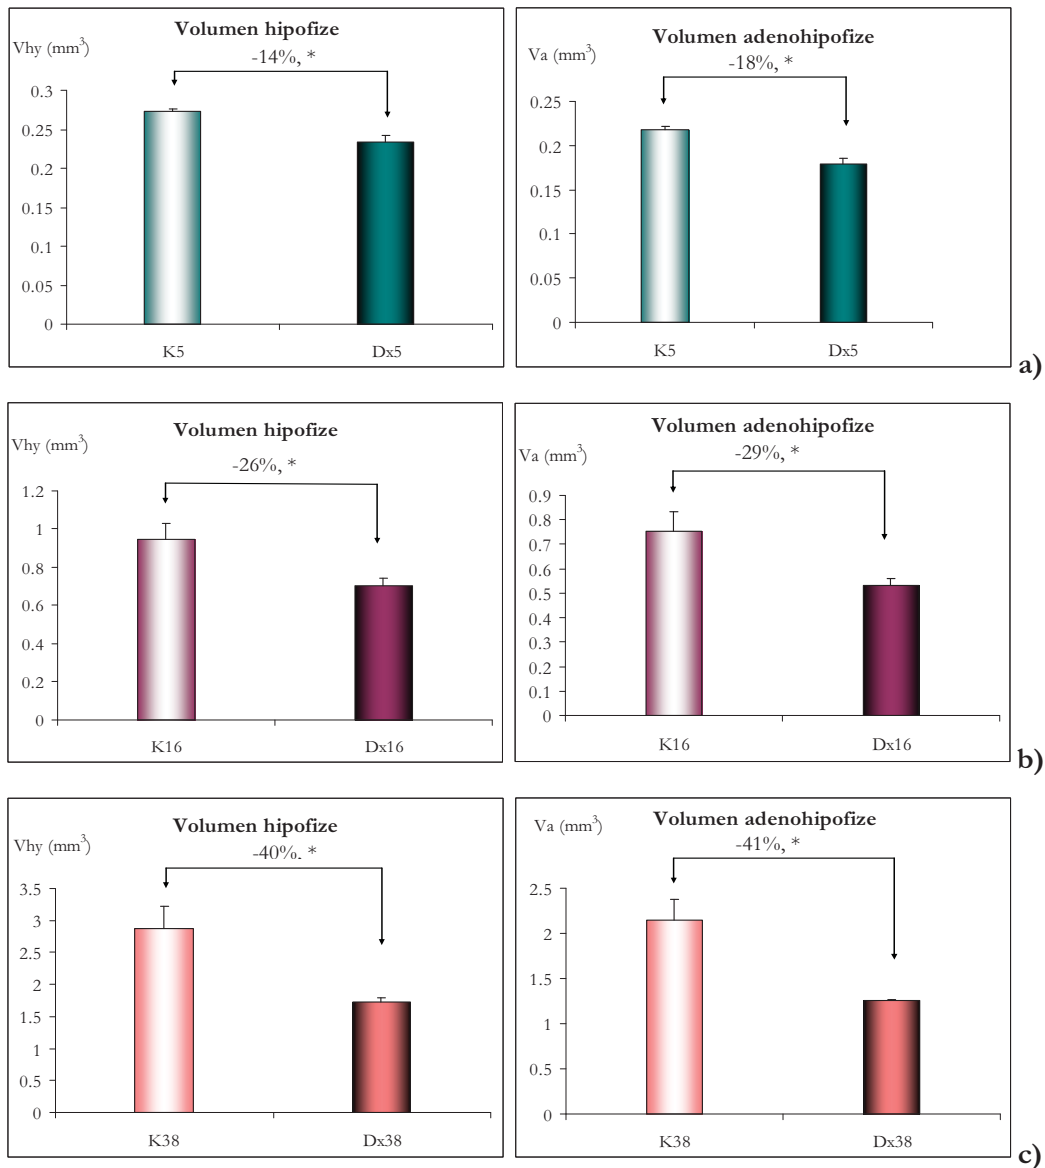 Volumen hipofize
Vhy (mm³)
-14%, *
0.3
0.25
0.2
0.15
0.1
0.05
0
K5 Dx5
Volumen adenohipofize
Va (mm³)
-18%, *
0.25
0.2
0.15
0.1
0.05
0
K5 Dx5
a)
Volumen hipofize
Vhy (mm³)
-26%, *
1.2
1
0.8
0.6
0.4
0.2
0
K16 Dx16
Volumen adenohipofize
Va (mm³)
-29%, *
0.9
0.8
0.7
0.6
0.5
0.4
0.3
0.2
0.1
0
K16 Dx16
b)
Volumen hipofize
Vhy (mm³)
-40%, *
3.5
3
2.5
2
1.5
1
0.5
0
K38 Dx38
Volumen adenohipofize
Va (mm³)
-41%, *
2.5
2
1.5
1
0.5
0
K38 Dx38
c)